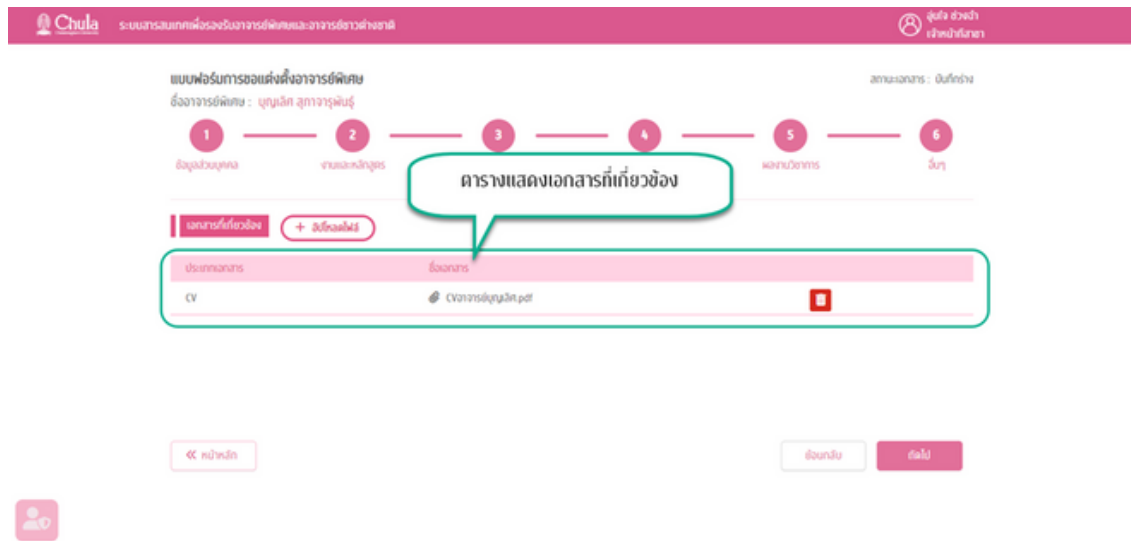 Chula
ระบบสารสนเทศเพื่อรองรับอาจารย์พิเศษและอาจารย์ชาวต่างชาติ
อุ่นใจ ช่วงฉ่ำ
เจ้าหน้าที่สาขา
แบบฟอร์มการขอแต่งตั้งอาจารย์พิเศษ
สถานะเอกสาร : บันทึกร่าง
ชื่ออาจารย์พิเศษ : บุญเลิศ สุภาจารุพันธุ์
1 2 3 4 5 6
ข้อมูลส่วนบุคคล งานและหลักสูตร ผลงานวิชาการ อื่นๆ
ตารางแสดงเอกสารที่เกี่ยวข้อง
เอกสารที่เกี่ยวข้อง + อัปโหลดไฟล์
ประเภทเอกสาร ชื่อเอกสาร
CV CVอาจารย์บุญเลิศ.pdf
หน้าหลัก ย้อนกลับ ถัดไป